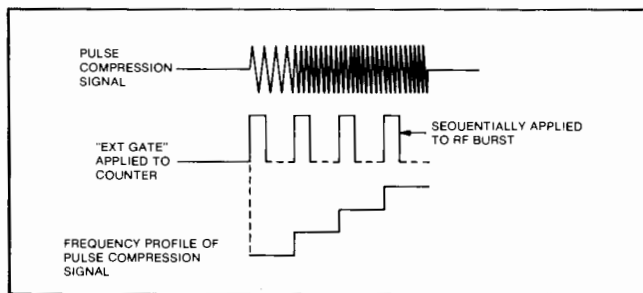 PULSE
COMPRESSION
SIGNAL
"EXT GATE"
APPLIED TO
COUNTER
SEQUENTIALLY APPLIED
TO RF BURST
FREQUENCY PROFILE OF
PULSE COMPRESSION
SIGNAL